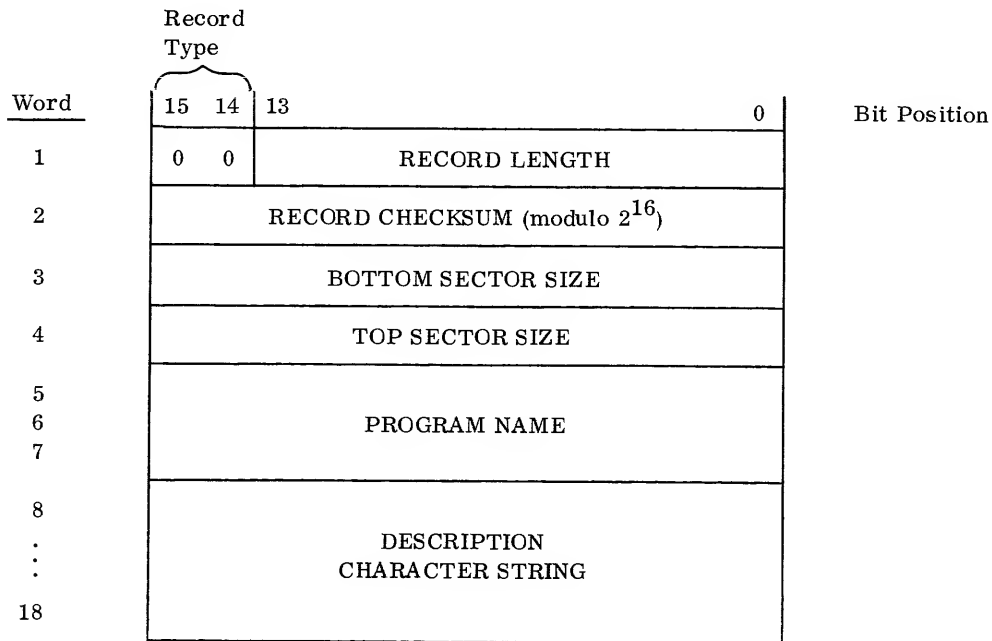 Record
Type
Word 15 14 13 0 Bit Position
1 0 0 RECORD LENGTH
2 RECORD CHECKSUM (modulo 2^16)
3 BOTTOM SECTOR SIZE
4 TOP SECTOR SIZE
5
6 PROGRAM NAME
7
8
DESCRIPTION
. CHARACTER STRING
.
.
18